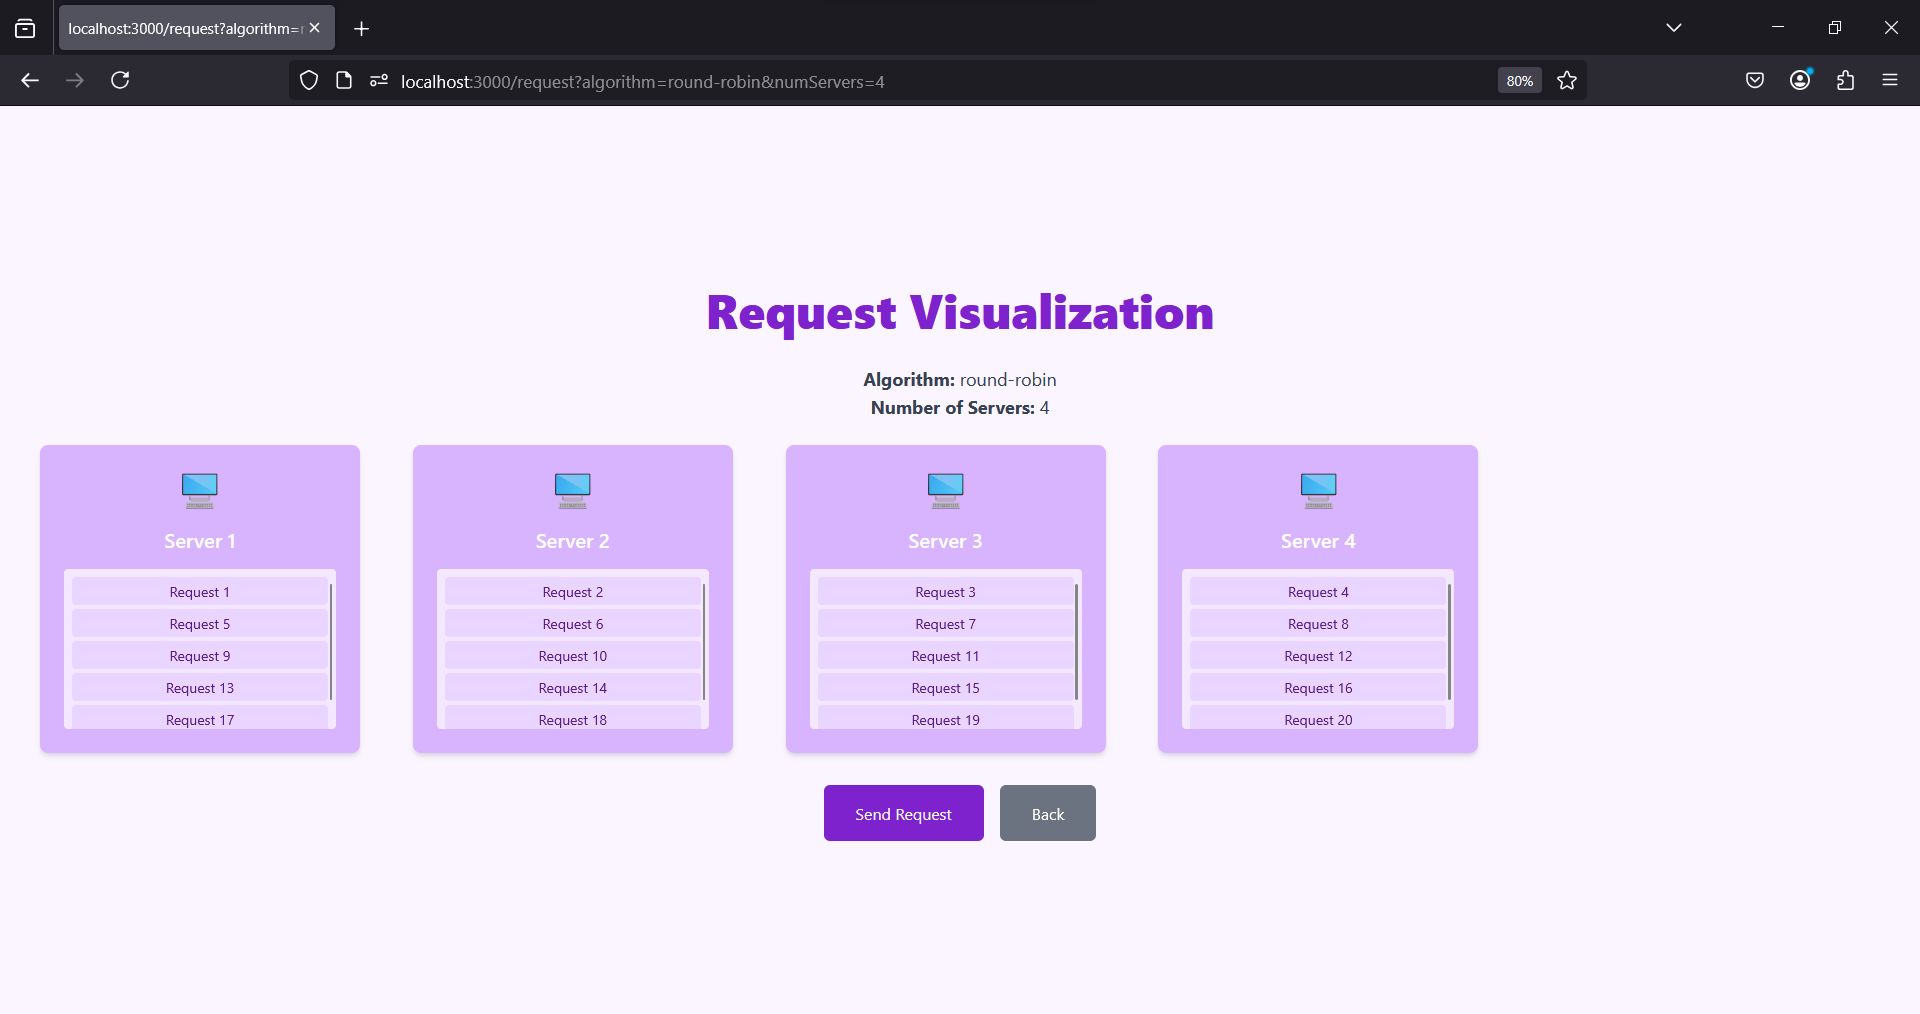 localhost:3000/request?algorithm=r
localhost:3000/request?algorithm=round-robin&numServers=4
80%
Request Visualization
Algorithm: round-robin
Number of Servers: 4
Server 1
Request 1
Request 5
Request 9
Request 13
Request 17
Server 2
Request 2
Request 6
Request 10
Request 14
Request 18
Server 3
Request 3
Request 7
Request 11
Request 15
Request 19
Server 4
Request 4
Request 8
Request 12
Request 16
Request 20
Send Request
Back